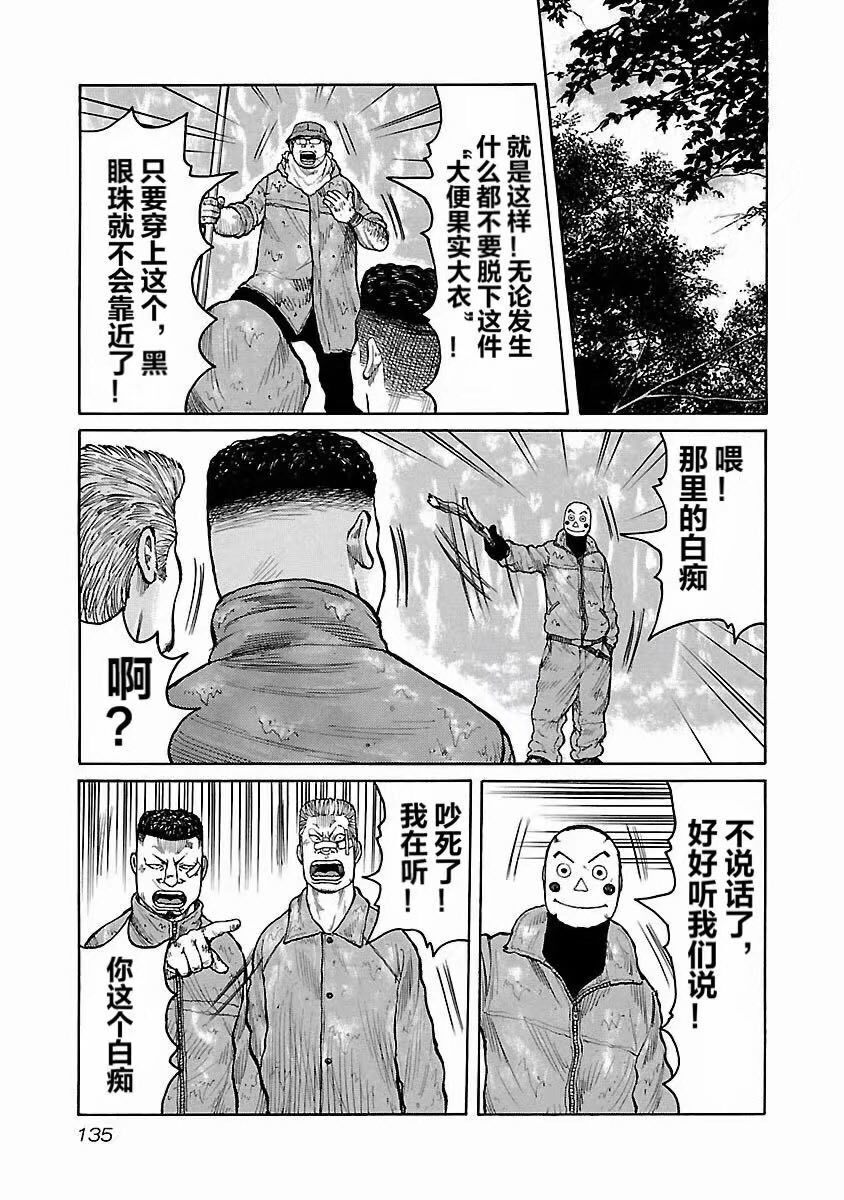 就是这样！无论发生
什么都不要脱下这件
“大便果实大衣”！
只要穿上这个，黑
眼珠就不会靠近了！
喂！
那里的白痴
啊？
不说话了，
好好听我们说！
吵死了！
我在听！
你这个白痴
135